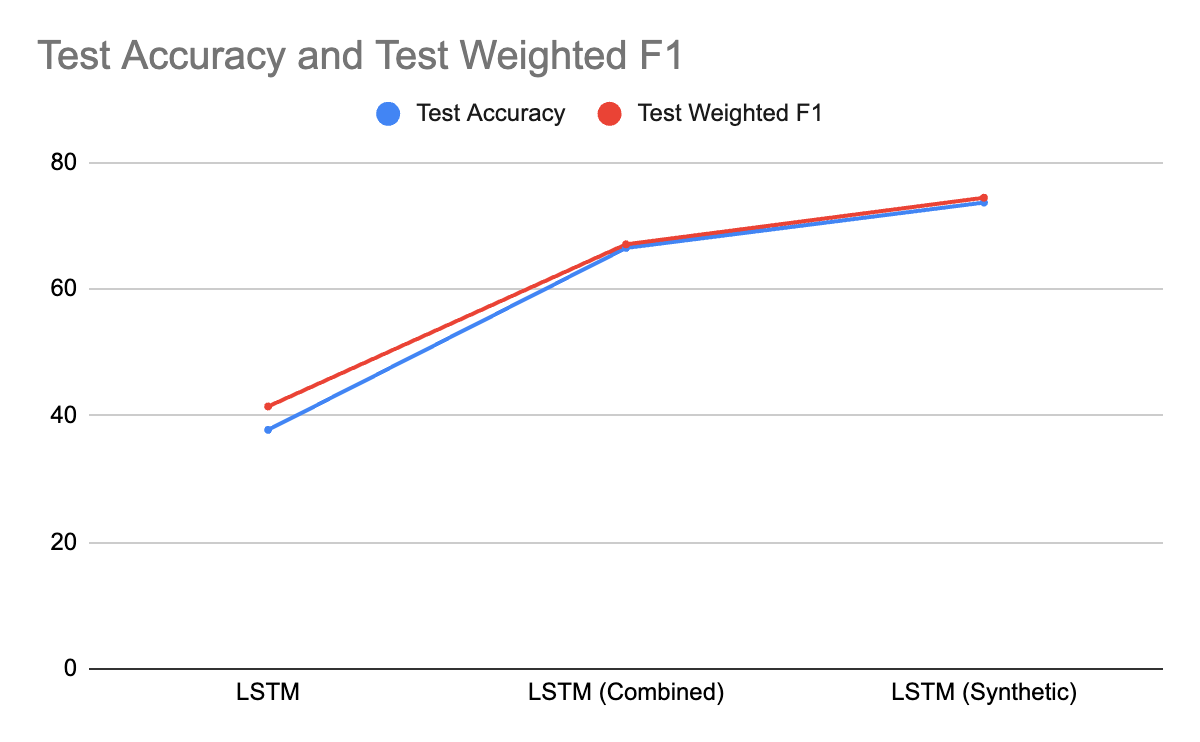 Test Accuracy and Test Weighted F1
Test Accuracy Test Weighted F1
80
60
40
20
0
LSTM LSTM (Combined) LSTM (Synthetic)